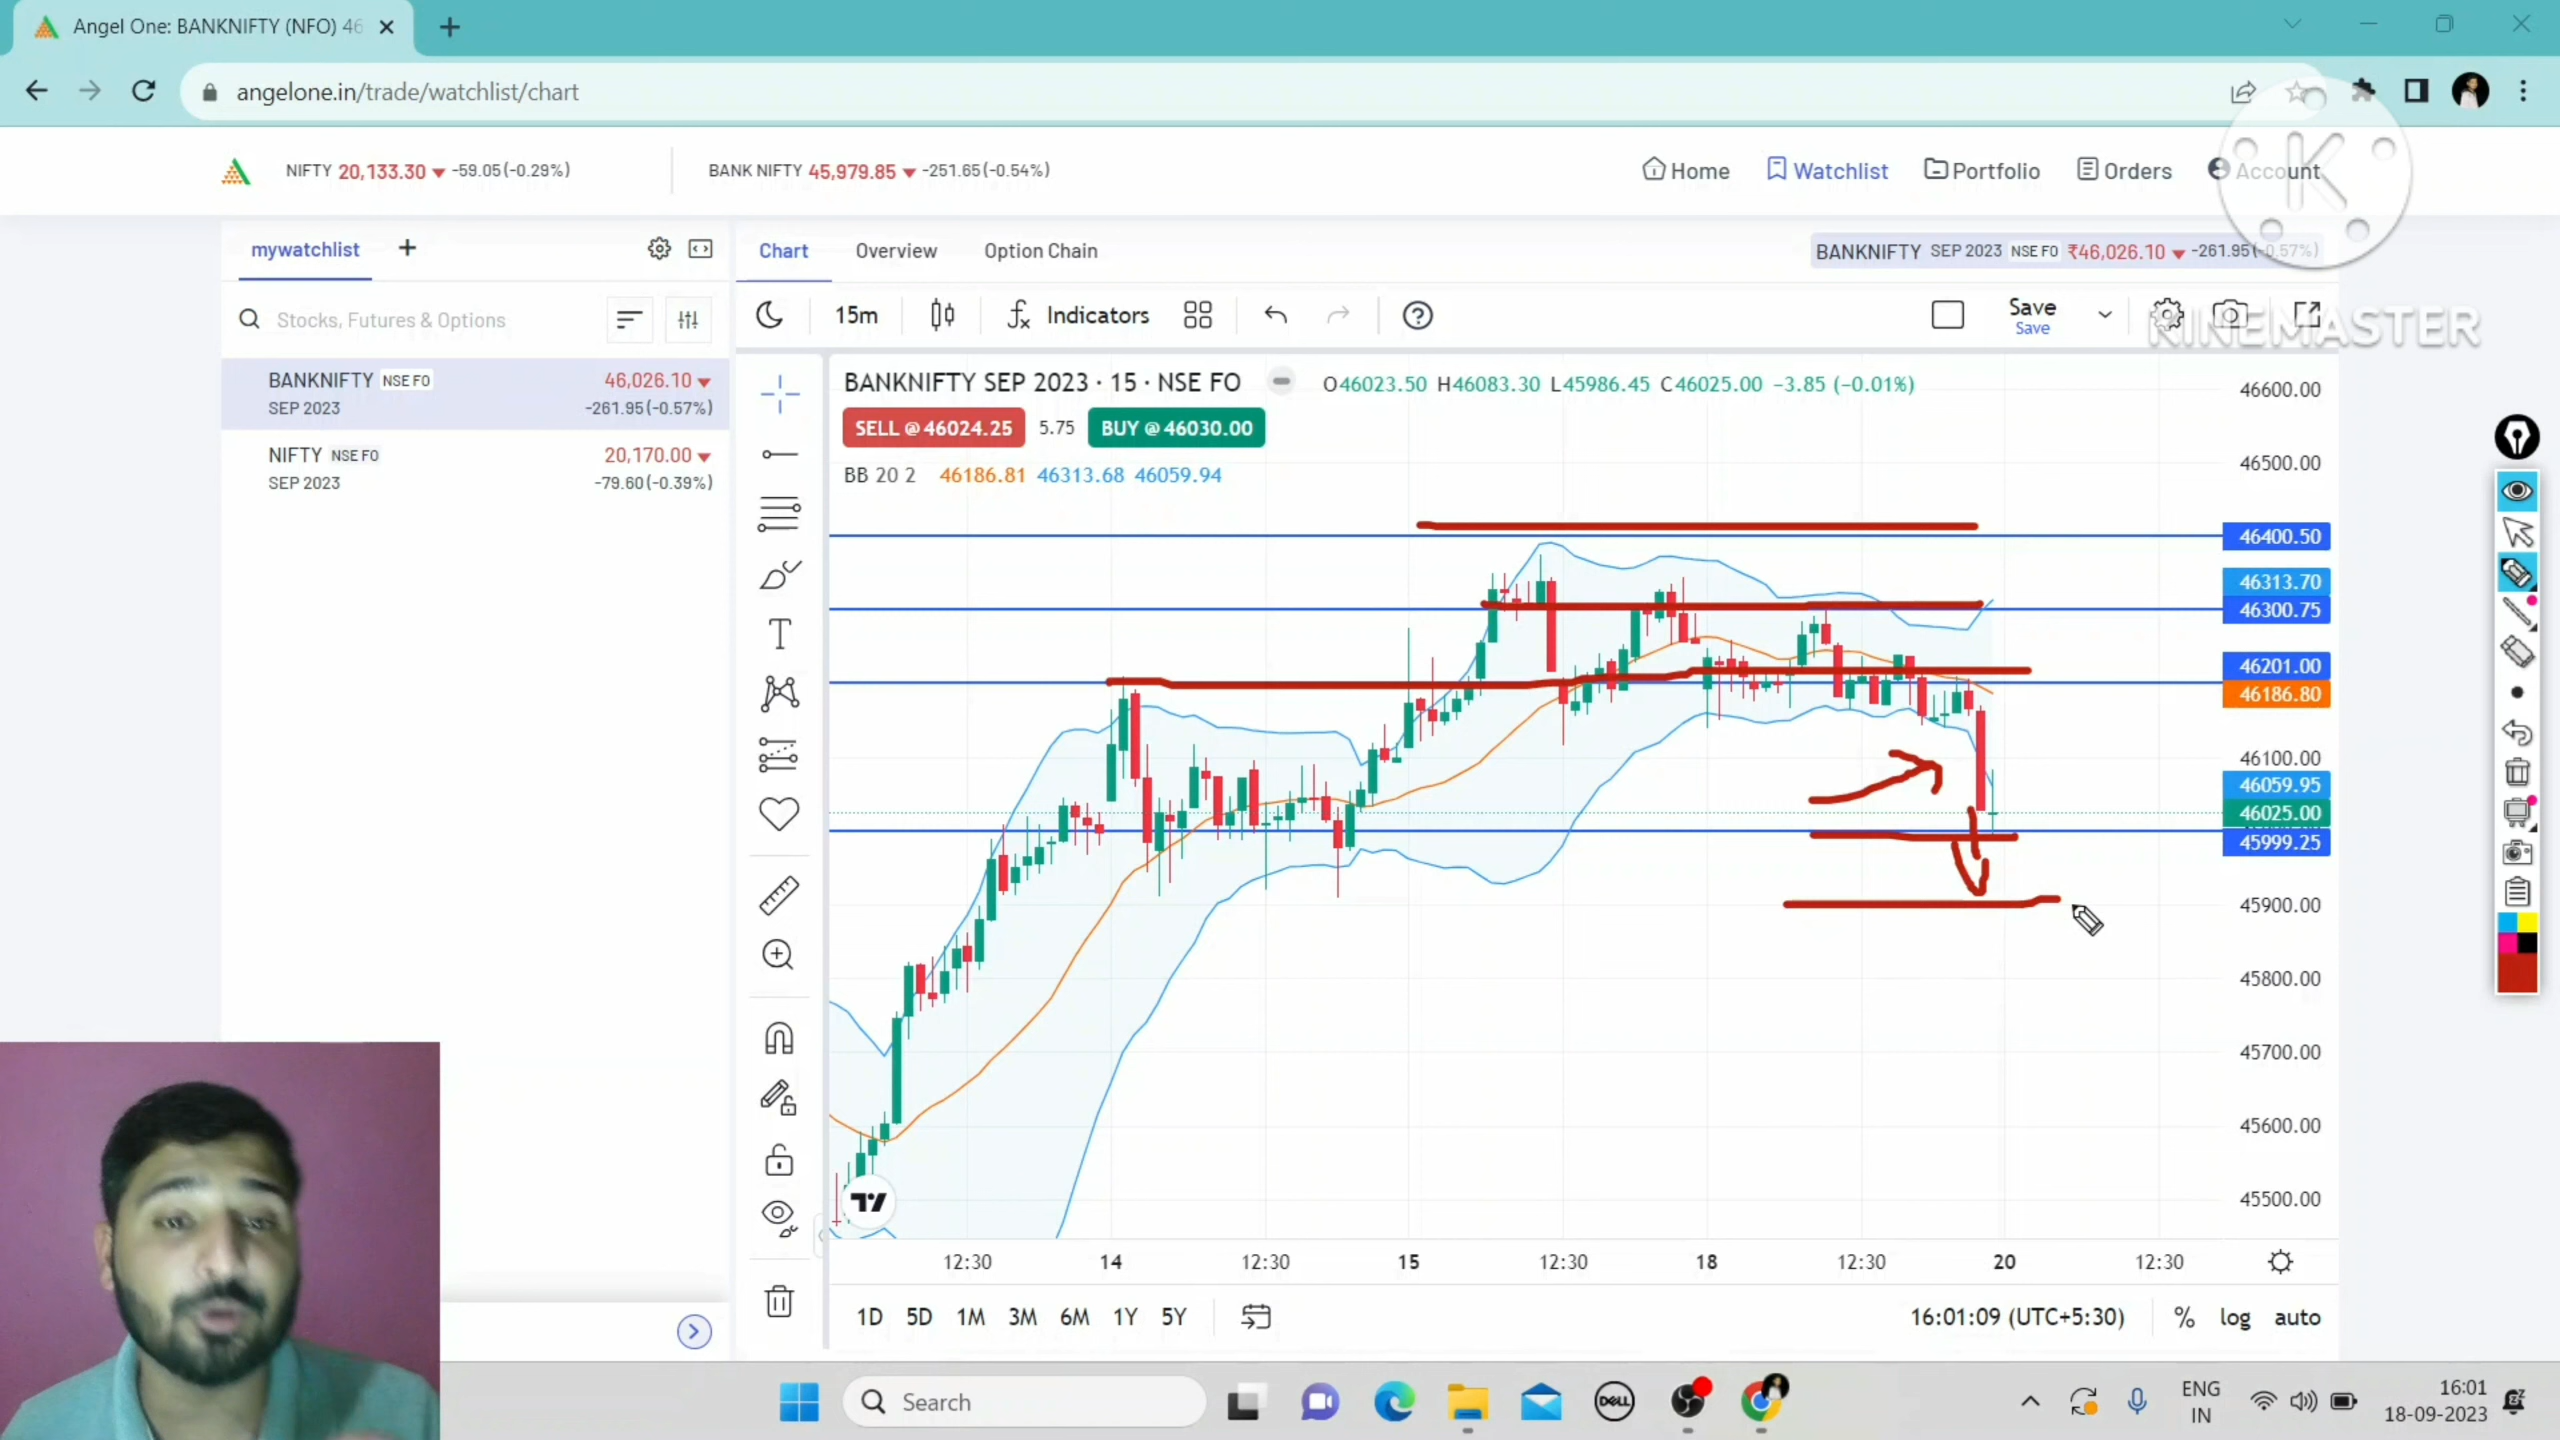 Angel One: BANKNIFTY (NFO) 46
angelone.in/trade/watchlist/chart
NIFTY 20,133.30 ▼ -59.05(-0.29%)
BANK NIFTY 45,979.85 ▼ -251.65(-0.54%)
Home
Watchlist
Portfolio
Orders
Account
K
KINEMASTER
mywatchlist
Chart
Overview
Option Chain
BANKNIFTY SEP 2023 NSE FO ₹46,026.10 ▼ -261.95(-0.57%)
Stocks, Futures & Options
15m
Indicators
Save
Save
BANKNIFTY NSE FO 46,026.10 ▼
SEP 2023 -261.95(-0.57%)
NIFTY NSE FO 20,170.00 ▼
SEP 2023 -79.60(-0.39%)
BANKNIFTY SEP 2023 · 15 · NSE FO
O46023.50 H46083.30 L45986.45 C46025.00 −3.85 (−0.01%)
SELL @ 46024.25 5.75 BUY @ 46030.00
BB 20 2 46186.81 46313.68 46059.94
46600.00
46500.00
46400.50
46313.70
46300.75
46201.00
46186.80
46100.00
46059.95
46025.00
45999.25
45900.00
45800.00
45700.00
45600.00
45500.00
12:30 14 12:30 15 12:30 18 12:30 20 12:30
1D 5D 1M 3M 6M 1Y 5Y
16:01:09 (UTC+5:30) % log auto
Search
DELL
ENG
IN
16:01
18-09-2023